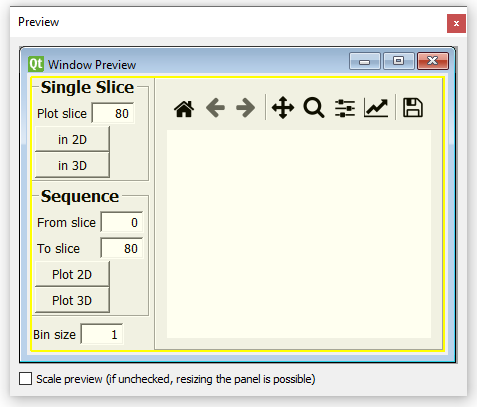 Preview
x
Qt Window Preview
Single Slice
Plot slice 80
in 2D
in 3D
Sequence
From slice 0
To slice 80
Plot 2D
Plot 3D
Bin size 1
Scale preview (if unchecked, resizing the panel is possible)